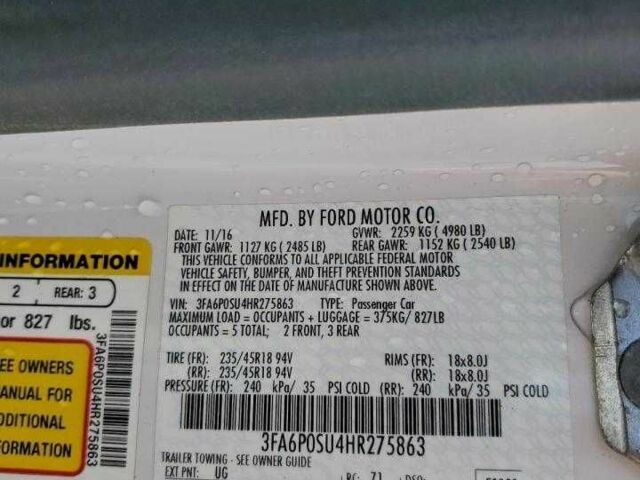 MFD. BY FORD MOTOR CO.
DATE: 11/16 GVWR: 2259 KG ( 4980 LB)
FRONT GAWR: 1127 KG ( 2485 LB) REAR GAWR: 1152 KG ( 2540 LB)
THIS VEHICLE CONFORMS TO ALL APPLICABLE FEDERAL MOTOR
VEHICLE SAFETY, BUMPER, AND THEFT PREVENTION STANDARDS
IN EFFECT ON THE DATE OF MANUFACTURE SHOWN ABOVE.
VIN: 3FA6P0SU4HR275863 TYPE: Passenger Car
MAXIMUM LOAD = OCCUPANTS + LUGGAGE = 375KG/ 827LB
OCCUPANTS = 5 TOTAL; 2 FRONT, 3 REAR
TIRE (FR): 235/45R18 94V RIMS (FR): 18x8.0J
(RR): 235/45R18 94V (RR): 18x8.0J
PRESSURE (FR): 240 kPa/ 35 PSI COLD (RR): 240 kPa/ 35 PSI COLD
3FA6P0SU4HR275863
TRAILER TOWING - SEE OWNER GUIDE
EXT PNT: UG RC: 71 DSO:
INFORMATION
2 REAR: 3
or 827 lbs.
EE OWNERS
MANUAL FOR
ADDITIONAL
FORMATION
3FA6P0SU4HR275863